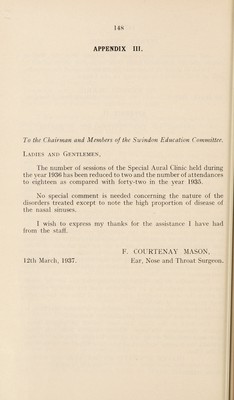 148
APPENDIX III.
To the Chairman and Members of the Swindon Education Committee.
LADIES AND GENTLEMEN,
The number of sessions of the Special Aural Clinic held during
the year 1936 has been reduced to two and the number of attendances
to eighteen as compared with forty-two in the year 1935.
No special comment is needed concerning the nature of the
disorders treated except to note the high proportion of disease of
the nasal sinuses.
I wish to express my thanks for the assistance I have had
from the staff.
F. COURTENAY MASON,
12th March, 1937. Ear, Nose and Throat Surgeon.